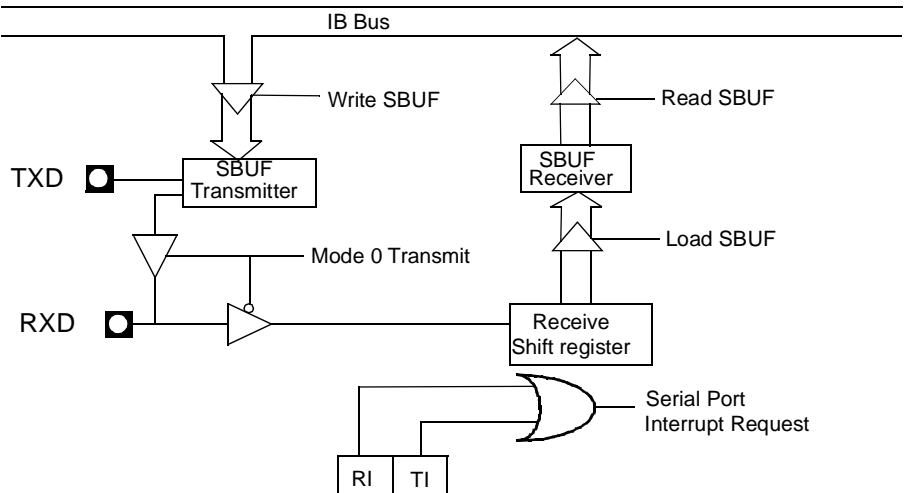 IB Bus
Write SBUF
Read SBUF
TXD
SBUF
Transmitter
SBUF
Receiver
Load SBUF
Mode 0 Transmit
RXD
Receive
Shift register
Serial Port
Interrupt Request
RI
TI